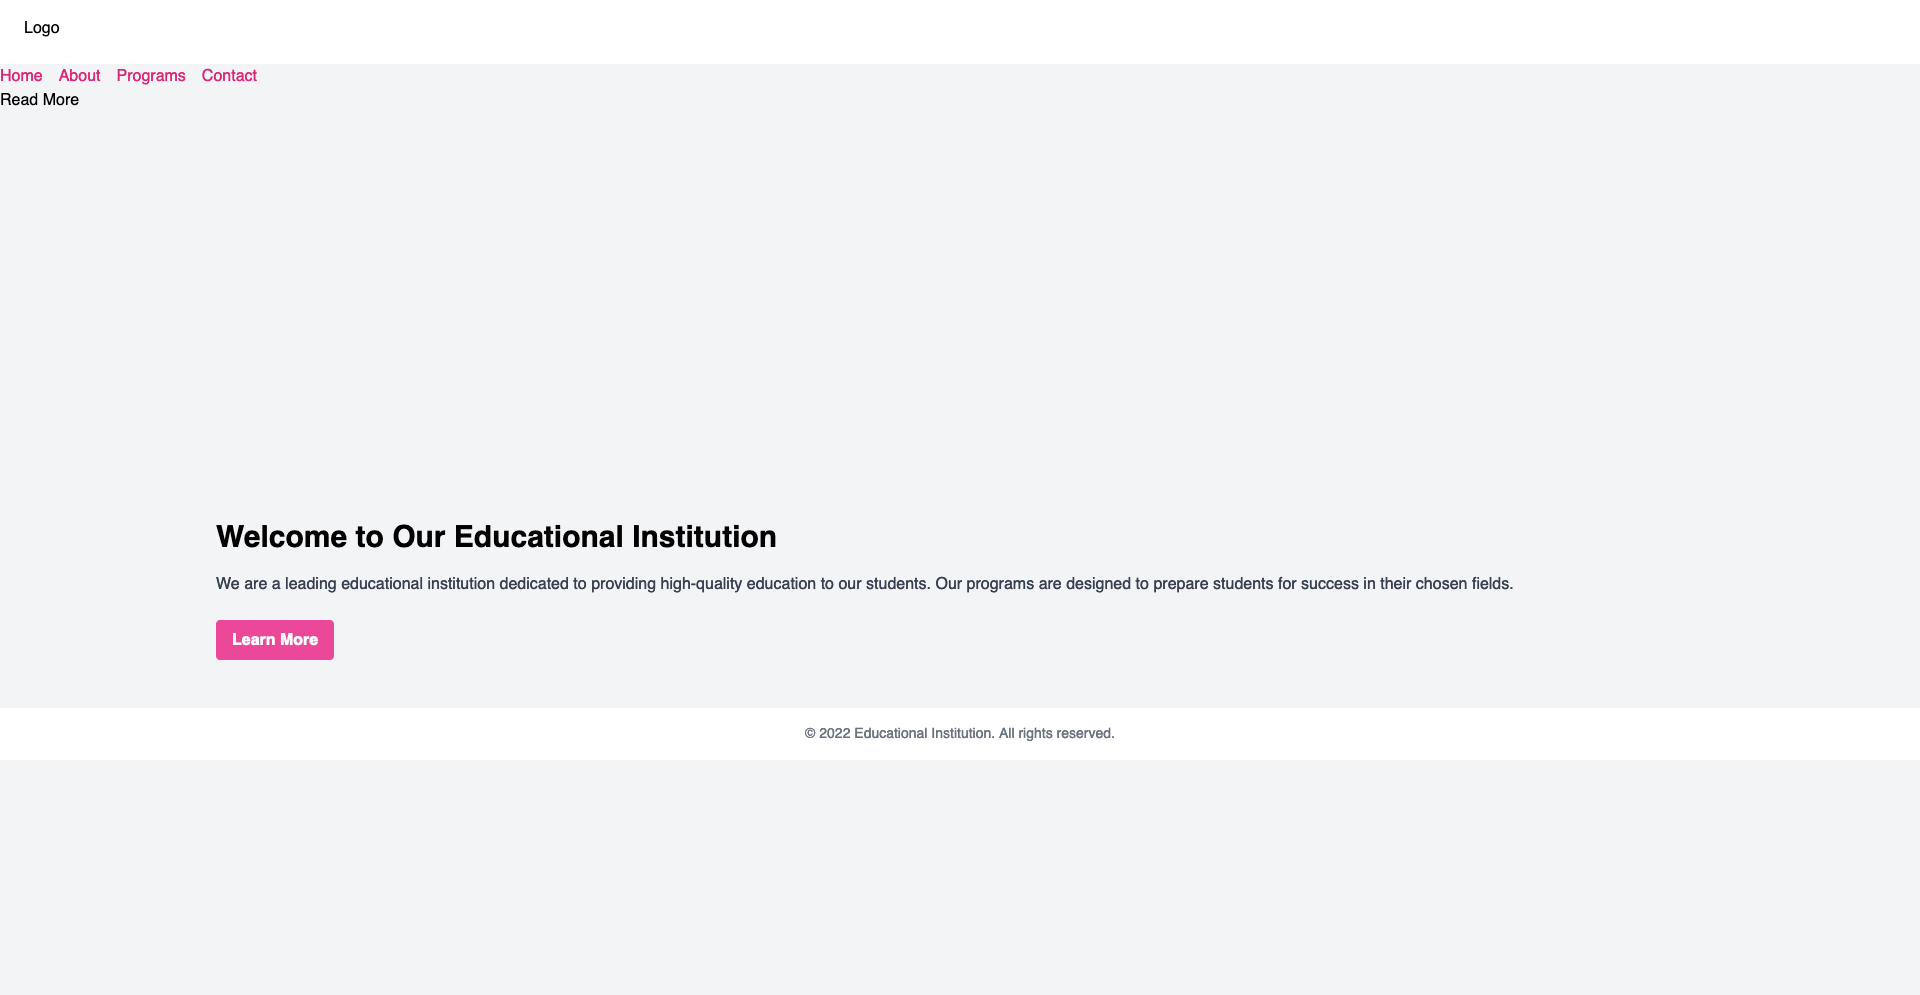 Logo
Home About Programs Contact
Read More
Welcome to Our Educational Institution
We are a leading educational institution dedicated to providing high-quality education to our students. Our programs are designed to prepare students for success in their chosen fields.
Learn More
© 2022 Educational Institution. All rights reserved.